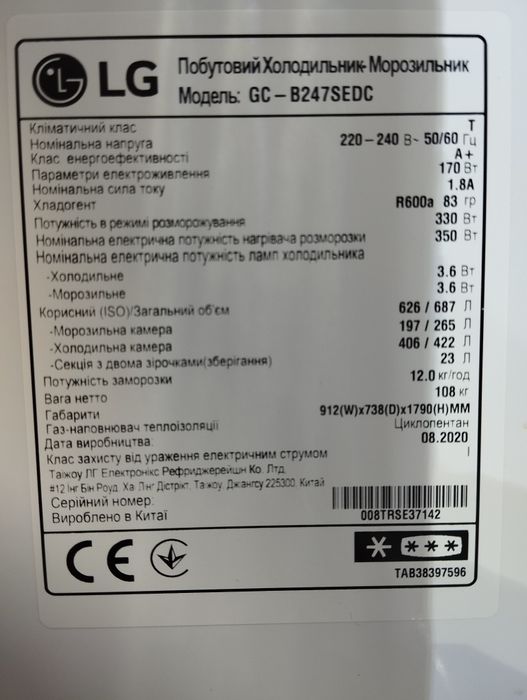 LG
Побутовий Холодильник-Морозильник
Модель: GC – B247SEDC
Кліматичний клас T
Номінальна напруга 220 – 240 В~ 50/60 Гц
Клас енергоефективності A+
Параметри електроживлення 170 Вт
Номінальна сила току 1.8А
Хладогент R600a 83 гр
Потужність в режимі розморожування 330 Вт
Номінальна електрична потужність нагрівача розморозки 350 Вт
Номінальна електрична потужність ламп холодильника
-Холодильне 3.6 Вт
-Морозильне 3.6 Вт
Корисний (ISO)/Загальний об'єм 626 / 687 Л
-Морозильна камера 197 / 265 Л
-Холодильна камера 406 / 422 Л
-Секція з двома зірочками(зберігання) 23 Л
Потужність заморозки 12.0 кг/год
Вага нетто 108 кг
Габарити 912(W)x738(D)x1790(H)ММ
Газ-наповнювач теплоізоляції Циклопентан
Дата виробництва: 08.2020
Клас захисту від ураження електричним струмом I
Тайжоу ЛГ Електронікс Рефриджерейшн Ко. Лтд.
#12 Інг Бін Роуд, Ха Лнг Дістрікт, Тайжоу, Джангсу 225300, Китай
Серійний номер:
Вироблено в Китаї 008TRSE37142
CE
TAB38397596